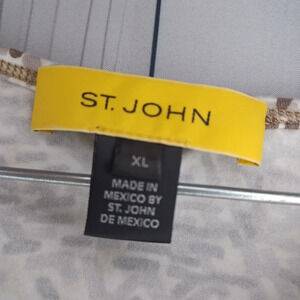 ST. JOHN
XL
MADE IN
MEXICO BY
ST. JOHN
DE MEXICO